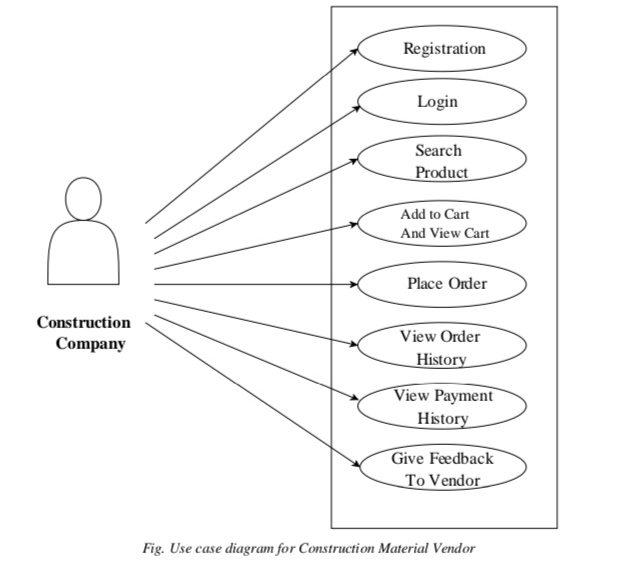 Registration
Login
Search
Product
Add to Cart
And View Cart
Place Order
View Order
History
View Payment
History
Give Feedback
To Vendor
Construction
Company
Fig. Use case diagram for Construction Material Vendor